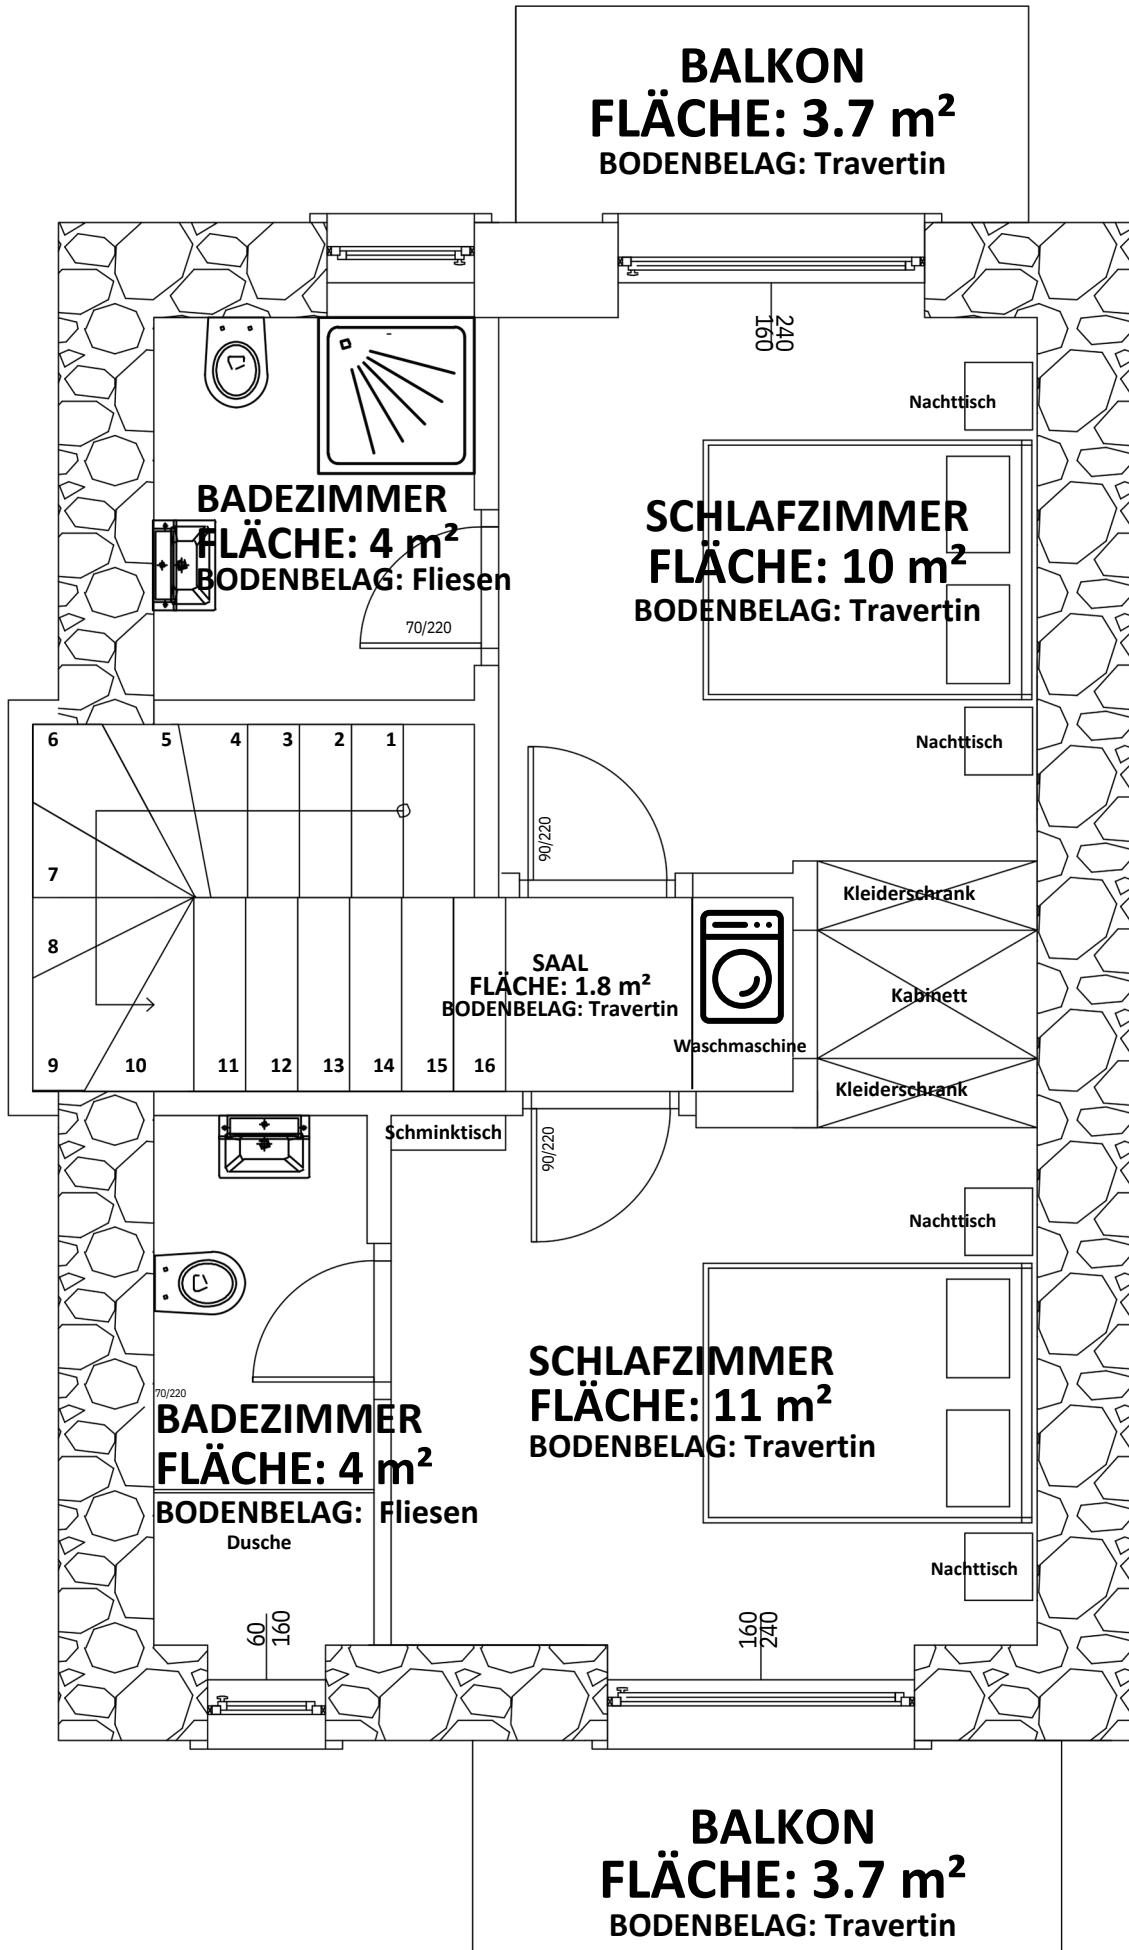 BALKON
FLÄCHE: 3.7 m²
BODENBELAG: Travertin
240
160
Nachttisch
BADEZIMMER
FLÄCHE: 4 m²
BODENBELAG: Fliesen
70/220
SCHLAFZIMMER
FLÄCHE: 10 m²
BODENBELAG: Travertin
Nachttisch
6 5 4 3 2 1
7
8
9 10 11 12 13 14 15 16
90/220
SAAL
FLÄCHE: 1.8 m²
BODENBELAG: Travertin
Waschmaschine
Kleiderschrank
Kabinett
Kleiderschrank
Schminktisch
90/220
Nachttisch
SCHLAFZIMMER
FLÄCHE: 11 m²
BODENBELAG: Travertin
70/220
BADEZIMMER
FLÄCHE: 4 m²
BODENBELAG: Fliesen
Dusche
Nachttisch
60
160
160
240
BALKON
FLÄCHE: 3.7 m²
BODENBELAG: Travertin